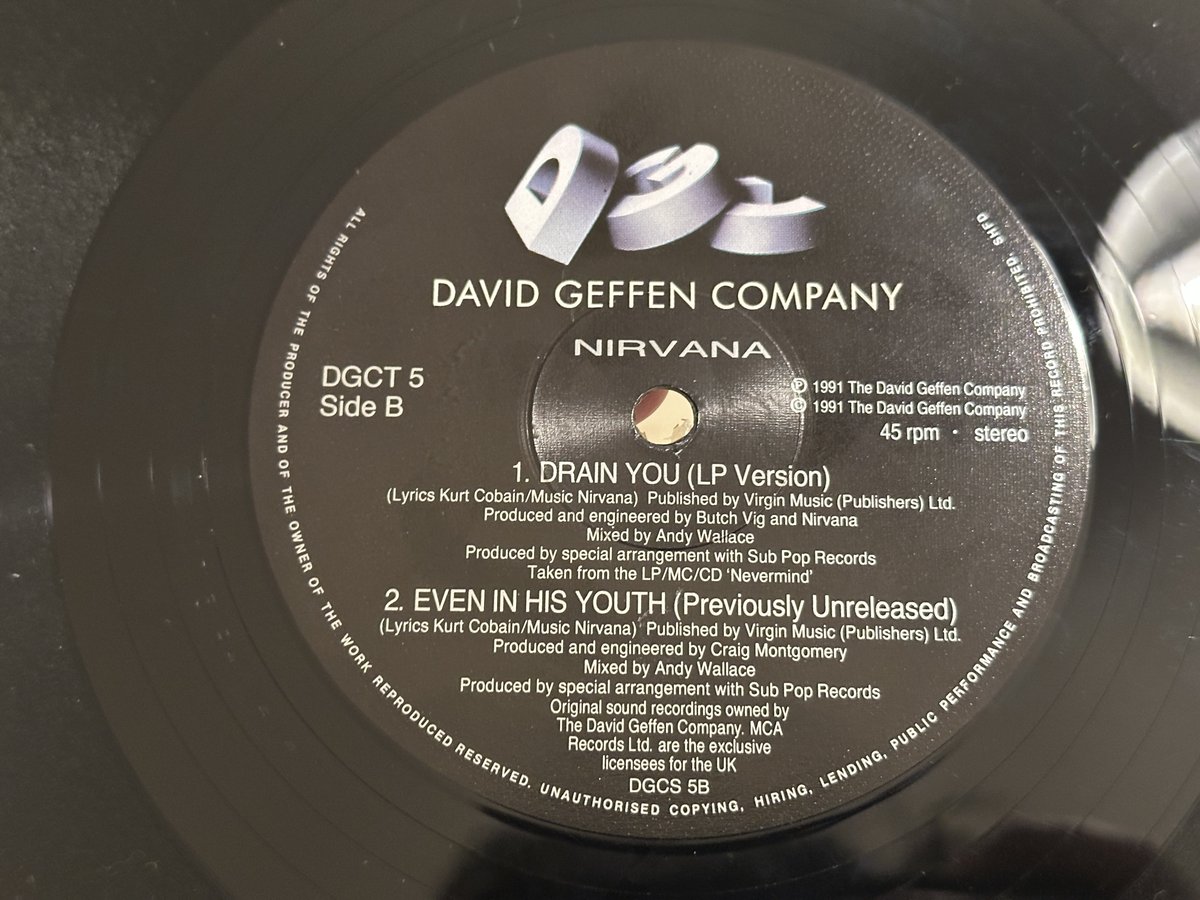 DGC
DAVID GEFFEN COMPANY
NIRVANA
DGCT 5
Side B
℗ 1991 The David Geffen Company
© 1991 The David Geffen Company
45 rpm · stereo
1. DRAIN YOU (LP Version)
(Lyrics Kurt Cobain/Music Nirvana) Published by Virgin Music (Publishers) Ltd.
Produced and engineered by Butch Vig and Nirvana
Mixed by Andy Wallace
Produced by special arrangement with Sub Pop Records
Taken from the LP/MC/CD ‘Nevermind’
2. EVEN IN HIS YOUTH (Previously Unreleased)
(Lyrics Kurt Cobain/Music Nirvana) Published by Virgin Music (Publishers) Ltd.
Produced and engineered by Craig Montgomery
Mixed by Andy Wallace
Produced by special arrangement with Sub Pop Records
Original sound recordings owned by
The David Geffen Company. MCA
Records Ltd. are the exclusive
licensees for the UK
DGCS 5B
ALL RIGHTS OF THE PRODUCER AND OF THE OWNER OF THE WORK REPRODUCED RESERVED. UNAUTHORISED COPYING, HIRING, LENDING, PUBLIC PERFORMANCE AND BROADCASTING OF THIS RECORD PROHIBITED. SHFD